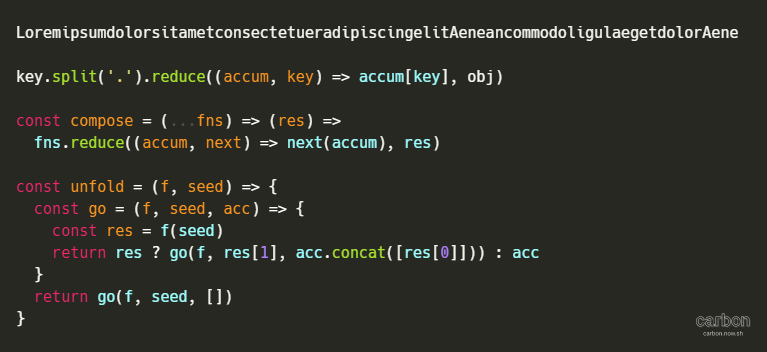 LoremipsumdolorsitametconsectetueradipiscingelitAeneancommodoligulaegetdolorAene
key.split('.').reduce((accum, key) => accum[key], obj)
const compose = (...fns) => (res) =>
fns.reduce((accum, next) => next(accum), res)
const unfold = (f, seed) => {
const go = (f, seed, acc) => {
const res = f(seed)
return res ? go(f, res[1], acc.concat([res[0]])) : acc
}
return go(f, seed, [])
}
carbon
carbon.now.sh